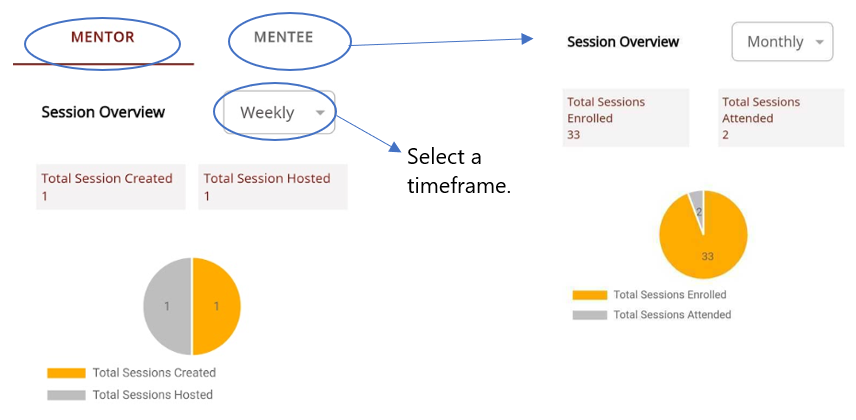 MENTOR
MENTEE
Session Overview
Weekly
Total Session Created
1
Total Session Hosted
1
1
1
Total Sessions Created
Total Sessions Hosted
Select a
timeframe.
Session Overview
Monthly
Total Sessions
Enrolled
33
Total Sessions
Attended
2
2
33
Total Sessions Enrolled
Total Sessions Attended